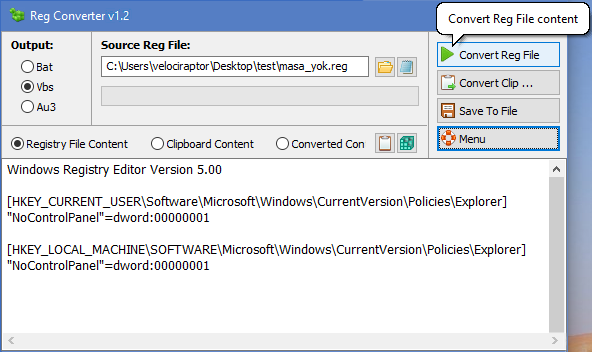 Reg Converter v1.2
Convert Reg File content
Output:
Bat
Vbs
Au3
Source Reg File:
C:\Users\velociraptor\Desktop\test\masa_yok.reg
Convert Reg File
Convert Clip ...
Save To File
Menu
Registry File Content
Clipboard Content
Converted Con
Windows Registry Editor Version 5.00
[HKEY_CURRENT_USER\Software\Microsoft\Windows\CurrentVersion\Policies\Explorer]
"NoControlPanel"=dword:00000001
[HKEY_LOCAL_MACHINE\SOFTWARE\Microsoft\Windows\CurrentVersion\Policies\Explorer]
"NoControlPanel"=dword:00000001